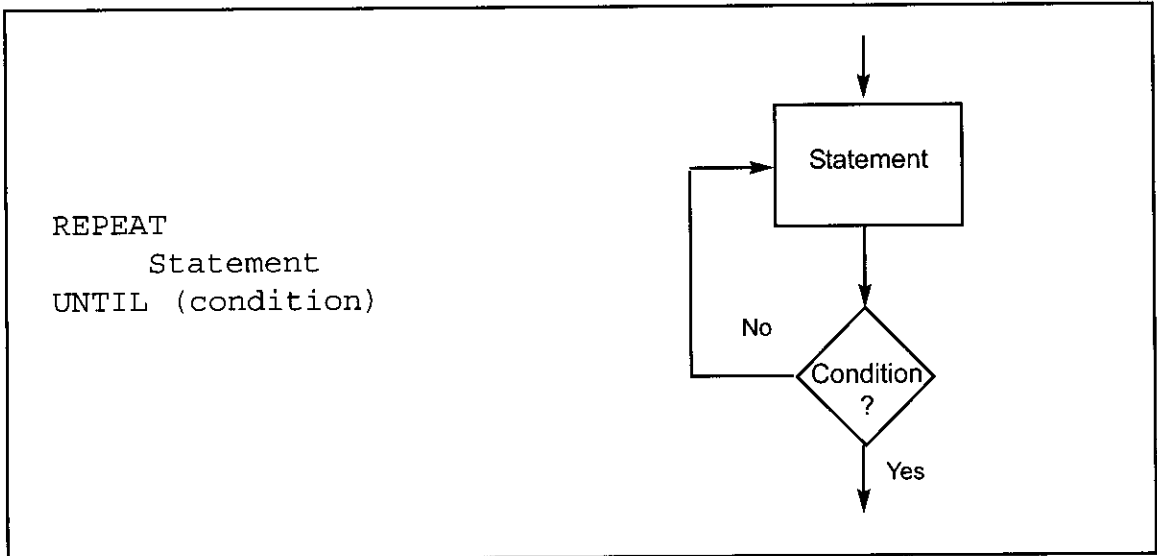 REPEAT
Statement
UNTIL (condition)
Statement
No
Condition
?
Yes